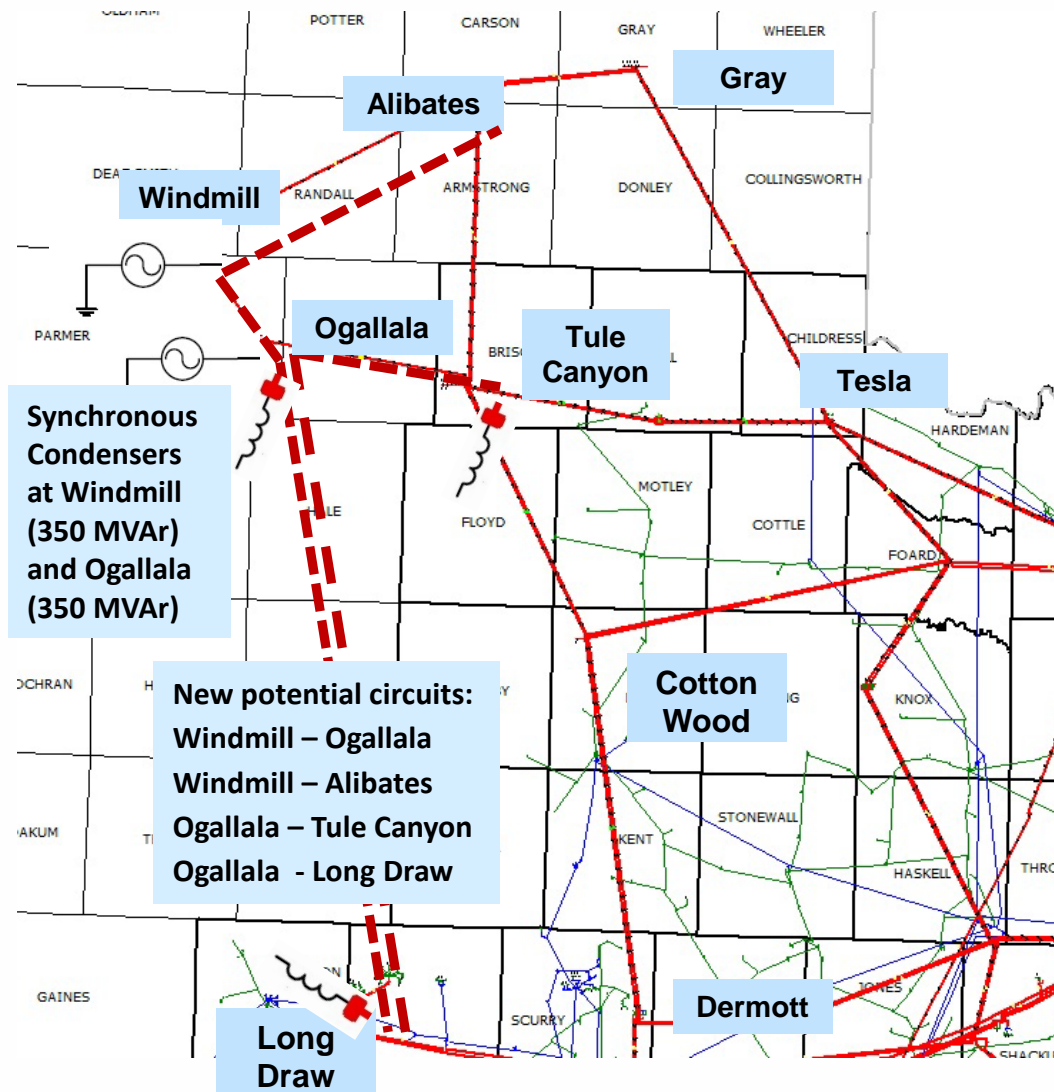 POTTER
CARSON
GRAY
WHEELER
Gray
Alibates
RANDALL
ARMSTRONG
DONLEY
COLLINGSWORTH
Windmill
PARMER
Ogallala
Tule
Canyon
CHILDRESS
Tesla
HARDEMAN
Synchronous
Condensers
at Windmill
(350 MVAr)
and Ogallala
(350 MVAr)
MOTLEY
FLOYD
COTTLE
FOARD
New potential circuits:
Windmill – Ogallala
Windmill – Alibates
Ogallala – Tule Canyon
Ogallala - Long Draw
Cotton
Wood
KNOX
STONEWALL
KENT
HASKELL
GAINES
SCURRY
Dermott
JONES
Long
Draw